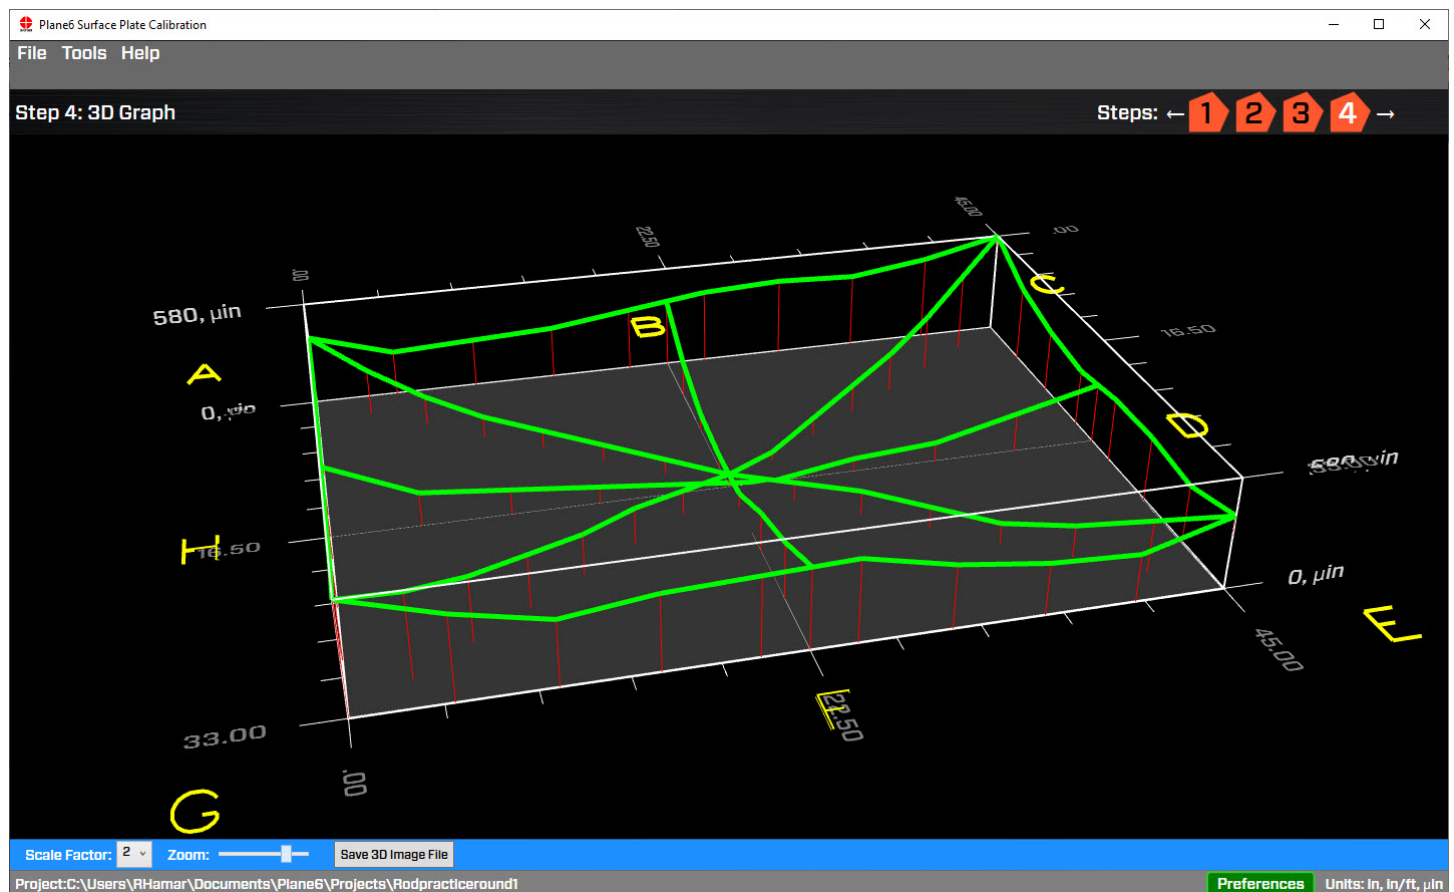 Plane6 Surface Plate Calibration
File Tools Help
Step 4: 3D Graph
Steps: ← 1 2 3 4 →
45.00
.00
22.50
C
.00
580, µin
B
16.50
A
0, µin
D
580, µin
H
16.50
0, µin
E
45.00
22.50
33.00
.00
G
Scale Factor: 2 Zoom: Save 3D Image File
Project:C:\Users\RHamar\Documents\Plane6\Projects\Rodpracticeround1
Preferences Units: In, In/ft, µin